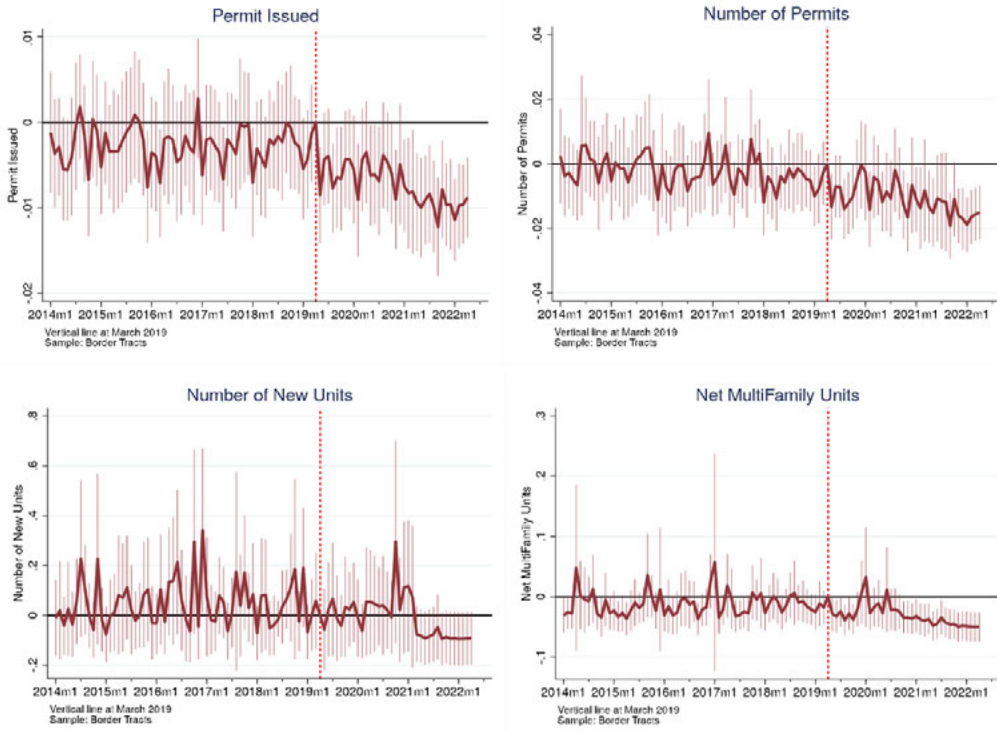 Permit Issued
Permit Issued
.01
0
-.01
-.02
2014m1 2015m1 2016m1 2017m1 2018m1 2019m1 2020m1 2021m1 2022m1
Vertical line at March 2019
Sample: Border Tracts
Number of Permits
Number of Permits
.04
.02
0
-.02
-.04
2014m1 2015m1 2016m1 2017m1 2018m1 2019m1 2020m1 2021m1 2022m1
Vertical line at March 2019
Sample: Border Tracts
Number of New Units
Number of New Units
.8
.6
.4
.2
0
-.2
2014m1 2015m1 2016m1 2017m1 2018m1 2019m1 2020m1 2021m1 2022m1
Vertical line at March 2019
Sample: Border Tracts
Net MultiFamily Units
Net MultiFamily Units
.3
.2
.1
0
-.1
2014m1 2015m1 2016m1 2017m1 2018m1 2019m1 2020m1 2021m1 2022m1
Vertical line at March 2019
Sample: Border Tracts